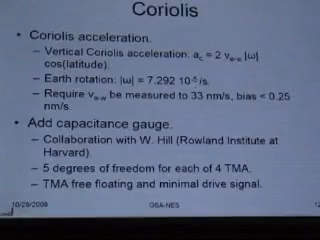 Coriolis
• Coriolis acceleration.
– Vertical Coriolis acceleration: ac = 2 ve-w |ω|
cos(latitude).
– Earth rotation: |ω| = 7.292 10-5/s.
– Require ve-w be measured to 33 nm/s, bias < 0.25
nm/s.
• Add capacitance gauge.
– Collaboration with W. Hill (Rowland Institute at
Harvard).
– 5 degrees of freedom for each of 4 TMA.
– TMA free floating and minimal drive signal.
10/26/2008 OSA-NES 12